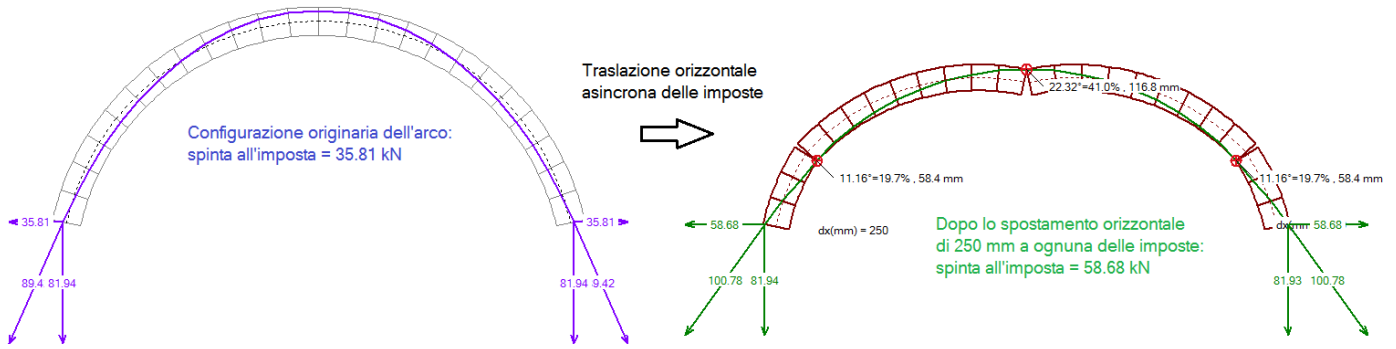 Configurazione originaria dell'arco:
spinta all'imposta = 35.81 kN
35.81
35.81
89.4 81.94
81.94 9.42
Traslazione orizzontale
asincrona delle imposte
22.32°=41.0% , 116.8 mm
11.16°=19.7% , 58.4 mm
11.16°=19.7% , 58.4 mm
58.68
dx(mm) = 250
Dopo lo spostamento orizzontale
di 250 mm a ognuna delle imposte:
spinta all'imposta = 58.68 kN
dx(mm
58.68
100.78
81.94
81.93
100.78